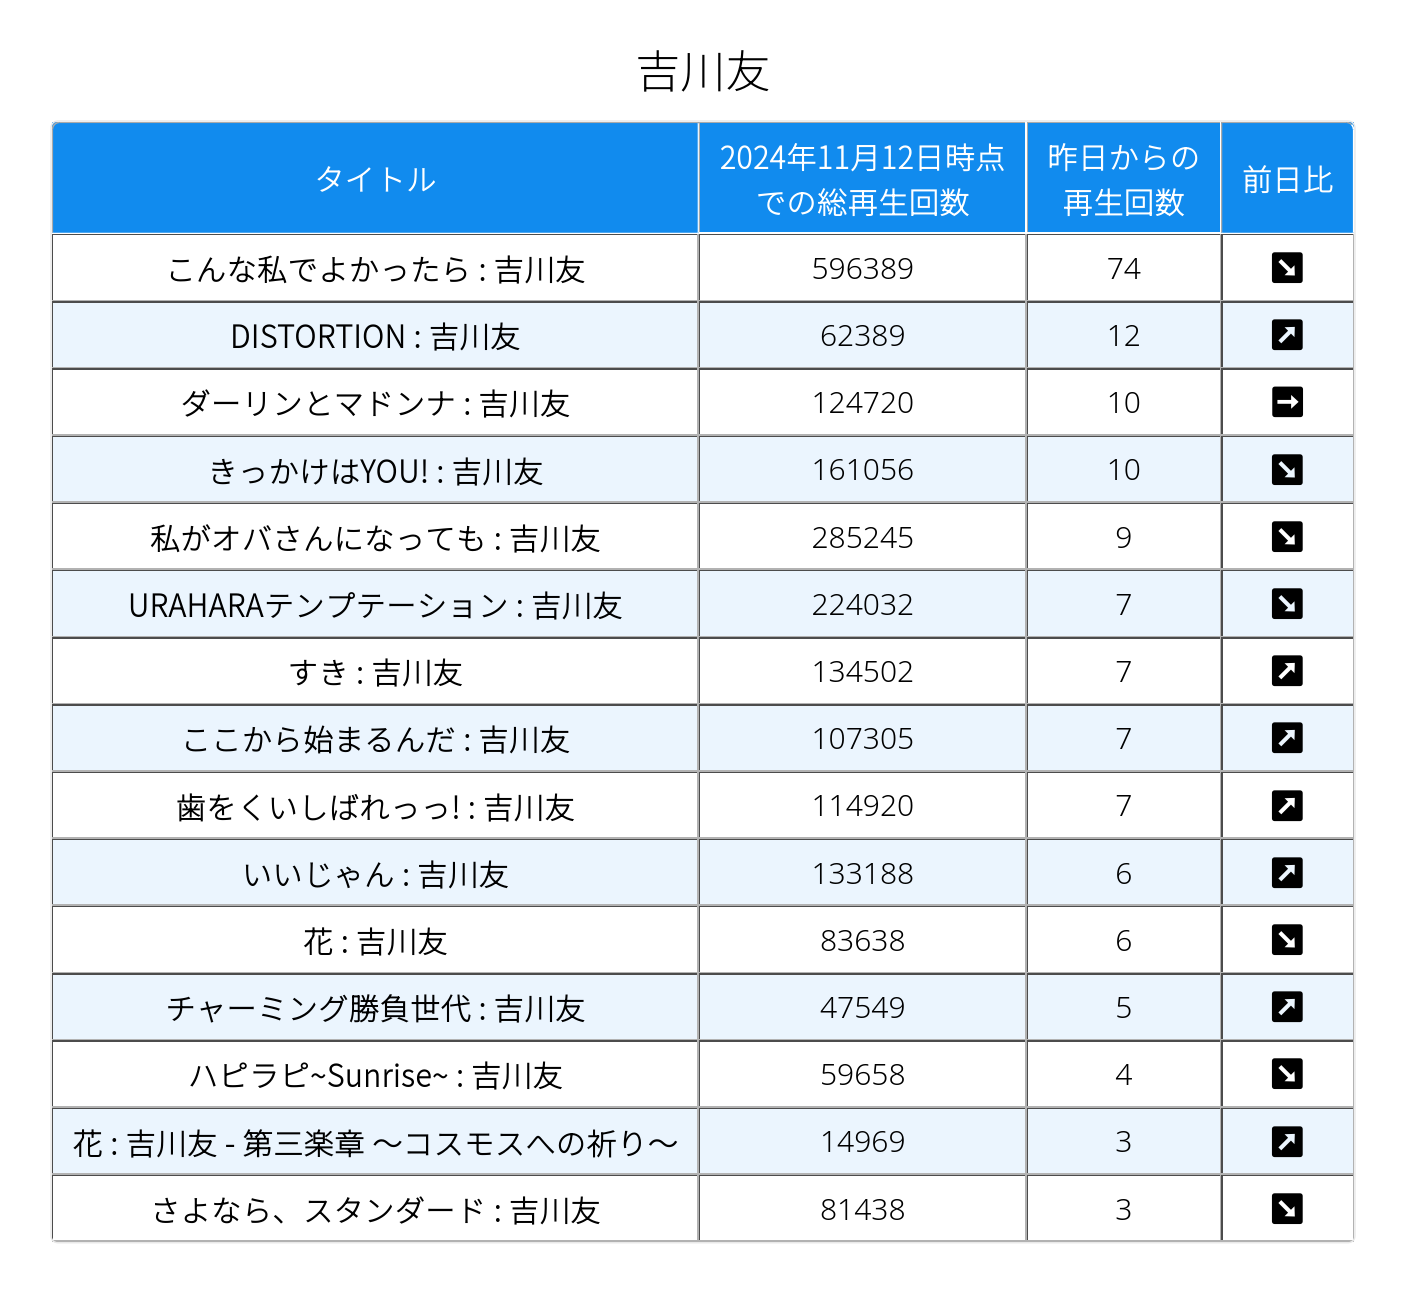 吉川友
タイトル
2024年11月12日時点
での総再生回数
昨日からの
再生回数
前日比
こんな私でよかったら : 吉川友 596389 74 ↘
DISTORTION : 吉川友 62389 12 ↗
ダーリンとマドンナ : 吉川友 124720 10 →
きっかけはYOU! : 吉川友 161056 10 ↘
私がオバさんになっても : 吉川友 285245 9 ↘
URAHARAテンプテーション : 吉川友 224032 7 ↘
すき : 吉川友 134502 7 ↗
ここから始まるんだ : 吉川友 107305 7 ↗
歯をくいしばれっっ! : 吉川友 114920 7 ↗
いいじゃん : 吉川友 133188 6 ↗
花 : 吉川友 83638 6 ↘
チャーミング勝負世代 : 吉川友 47549 5 ↗
ハピラピ~Sunrise~ : 吉川友 59658 4 ↘
花 : 吉川友 - 第三楽章 〜コスモスへの祈り〜 14969 3 ↗
さよなら、スタンダード : 吉川友 81438 3 ↘